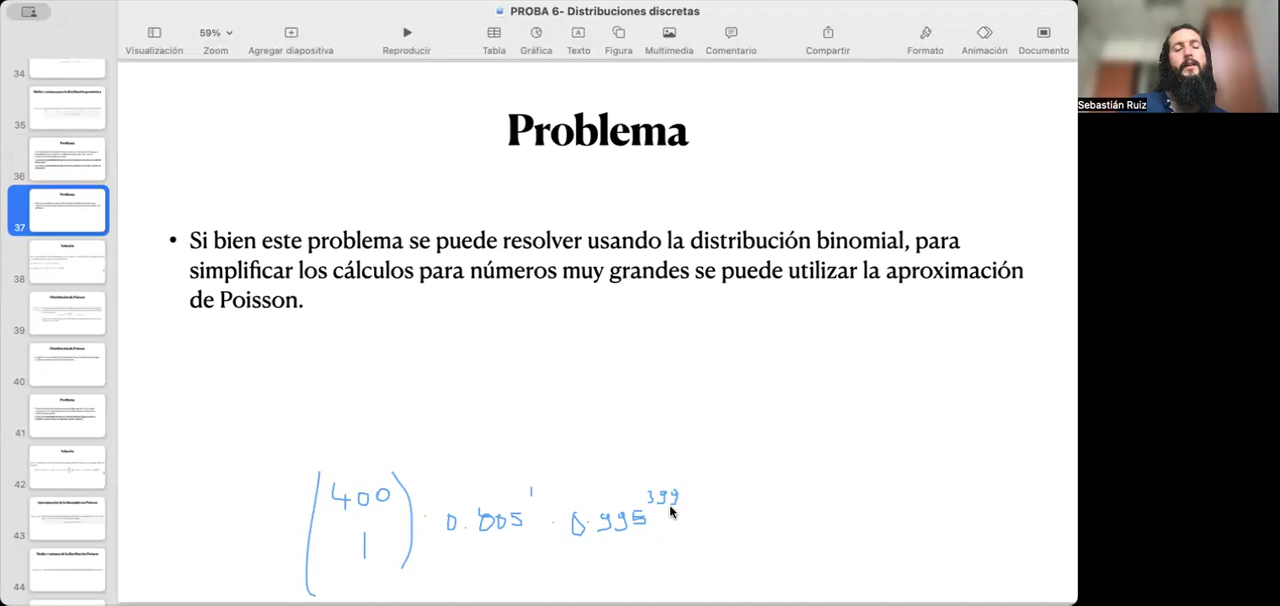 PROBA 6- Distribuciones discretas
59%
Visualización
Zoom
Agregar diapositiva
Reproducir
Tabla
Gráfica
Texto
Figura
Multimedia
Comentario
Compartir
Formato
Animación
Documento
Sebastián Ruiz
34
35
Problema
36
Problema
37
Solución
38
Distribución de Poisson
39
Distribución de Poisson
40
Problema
41
Solución
42
43
44
Problema
• Si bien este problema se puede resolver usando la distribución binomial, para
simplificar los cálculos para números muy grandes se puede utilizar la aproximación
de Poisson.
(400
1) · 0.005^1 · 0.995^399